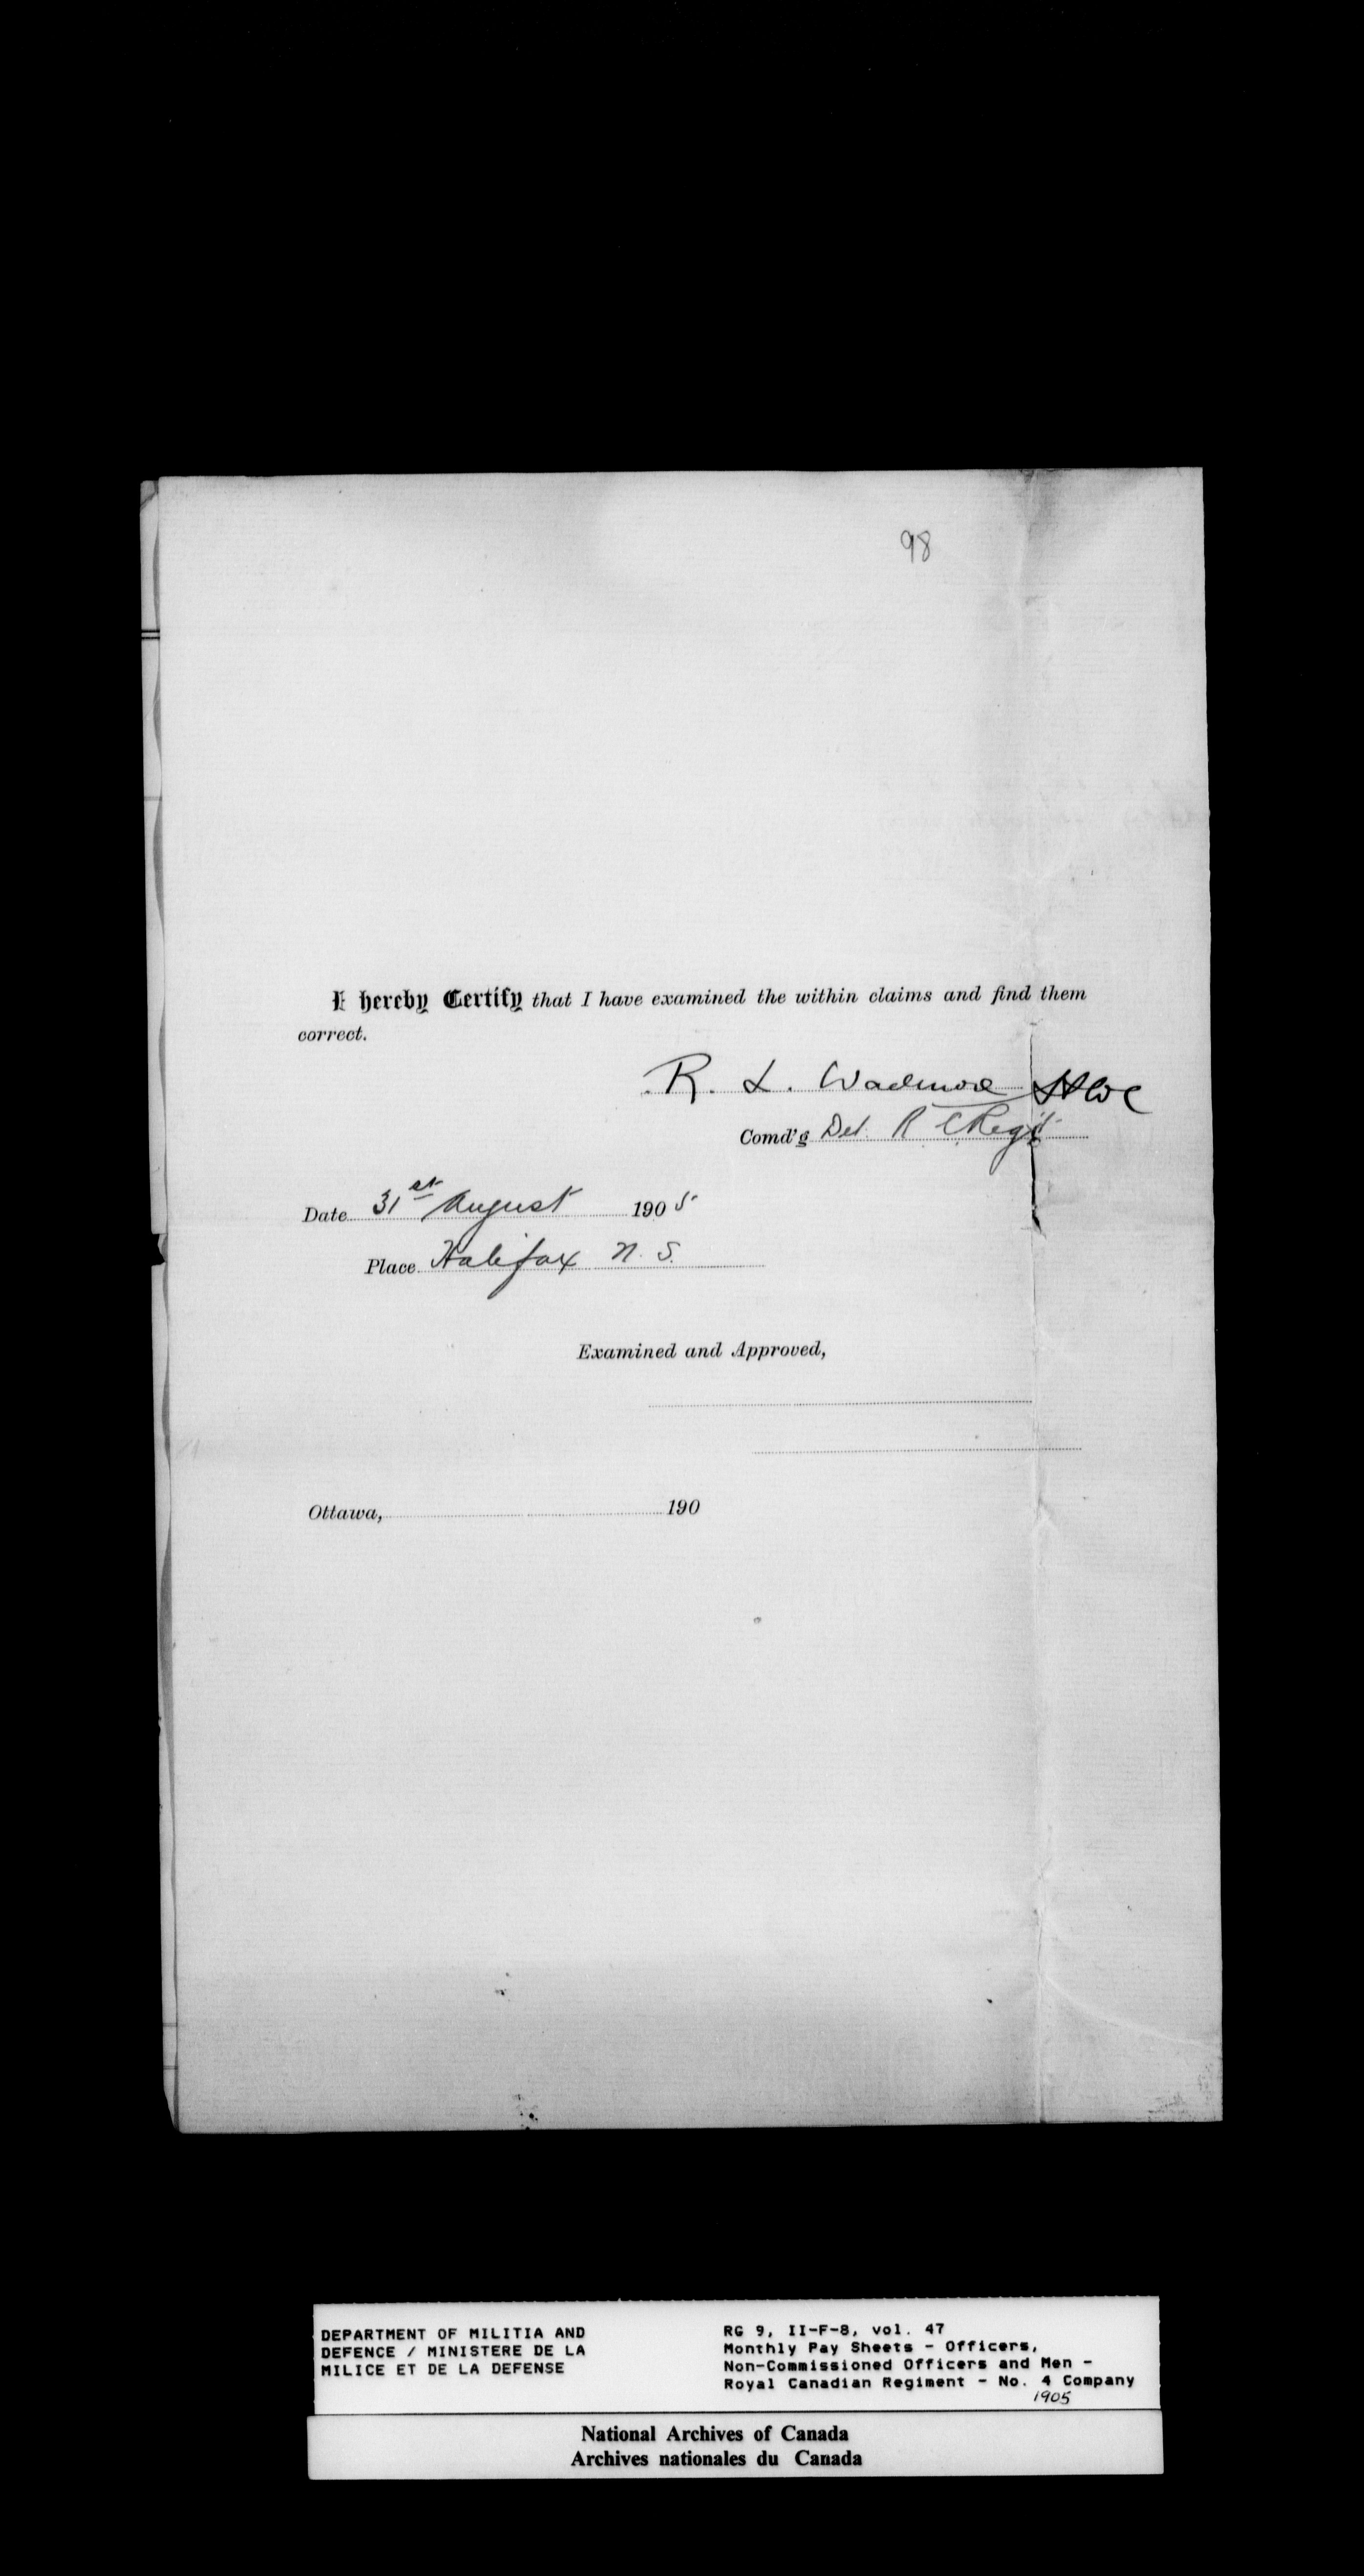 98
I hereby Certify that I have examined the within claims and find them
correct.
R. L. Wadmore
Comd'g Det. R C Regt
Date 31st August 1905
Place Halifax N. S.
Examined and Approved,
Ottawa, 190
DEPARTMENT OF MILITIA AND
DEFENCE / MINISTERE DE LA
MILICE ET DE LA DEFENSE
RG 9, II-F-8, vol. 47
Monthly Pay Sheets - Officers,
Non-Commissioned Officers and Men -
Royal Canadian Regiment - No. 4 Company
1905
National Archives of Canada
Archives nationales du Canada